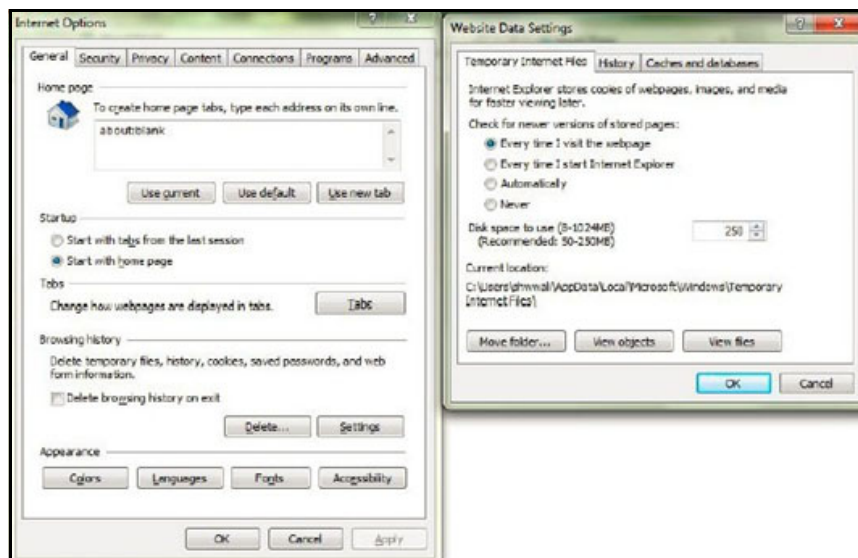 Internet Options
General Security Privacy Content Connections Programs Advanced
Home page
To create home page tabs, type each address on its own line.
about:blank
Use current Use default Use new tab
Startup
Start with tabs from the last session
Start with home page
Tabs
Change how webpages are displayed in tabs.
Tabs
Browsing history
Delete temporary files, history, cookies, saved passwords, and web
form information.
Delete browsing history on exit
Delete... Settings
Appearance
Colors Languages Fonts Accessibility
OK Cancel Apply
Website Data Settings
Temporary Internet Files History Caches and databases
Internet Explorer stores copies of webpages, images, and media
for faster viewing later.
Check for newer versions of stored pages:
Every time I visit the webpage
Every time I start Internet Explorer
Automatically
Never
Disk space to use (8-1024MB)
(Recommended: 50-250MB)
250
Current location:
C:\Users\shwwal\AppData\Local\Microsoft\Windows\Temporary
Internet Files\
Move folder... View objects View files
OK Cancel